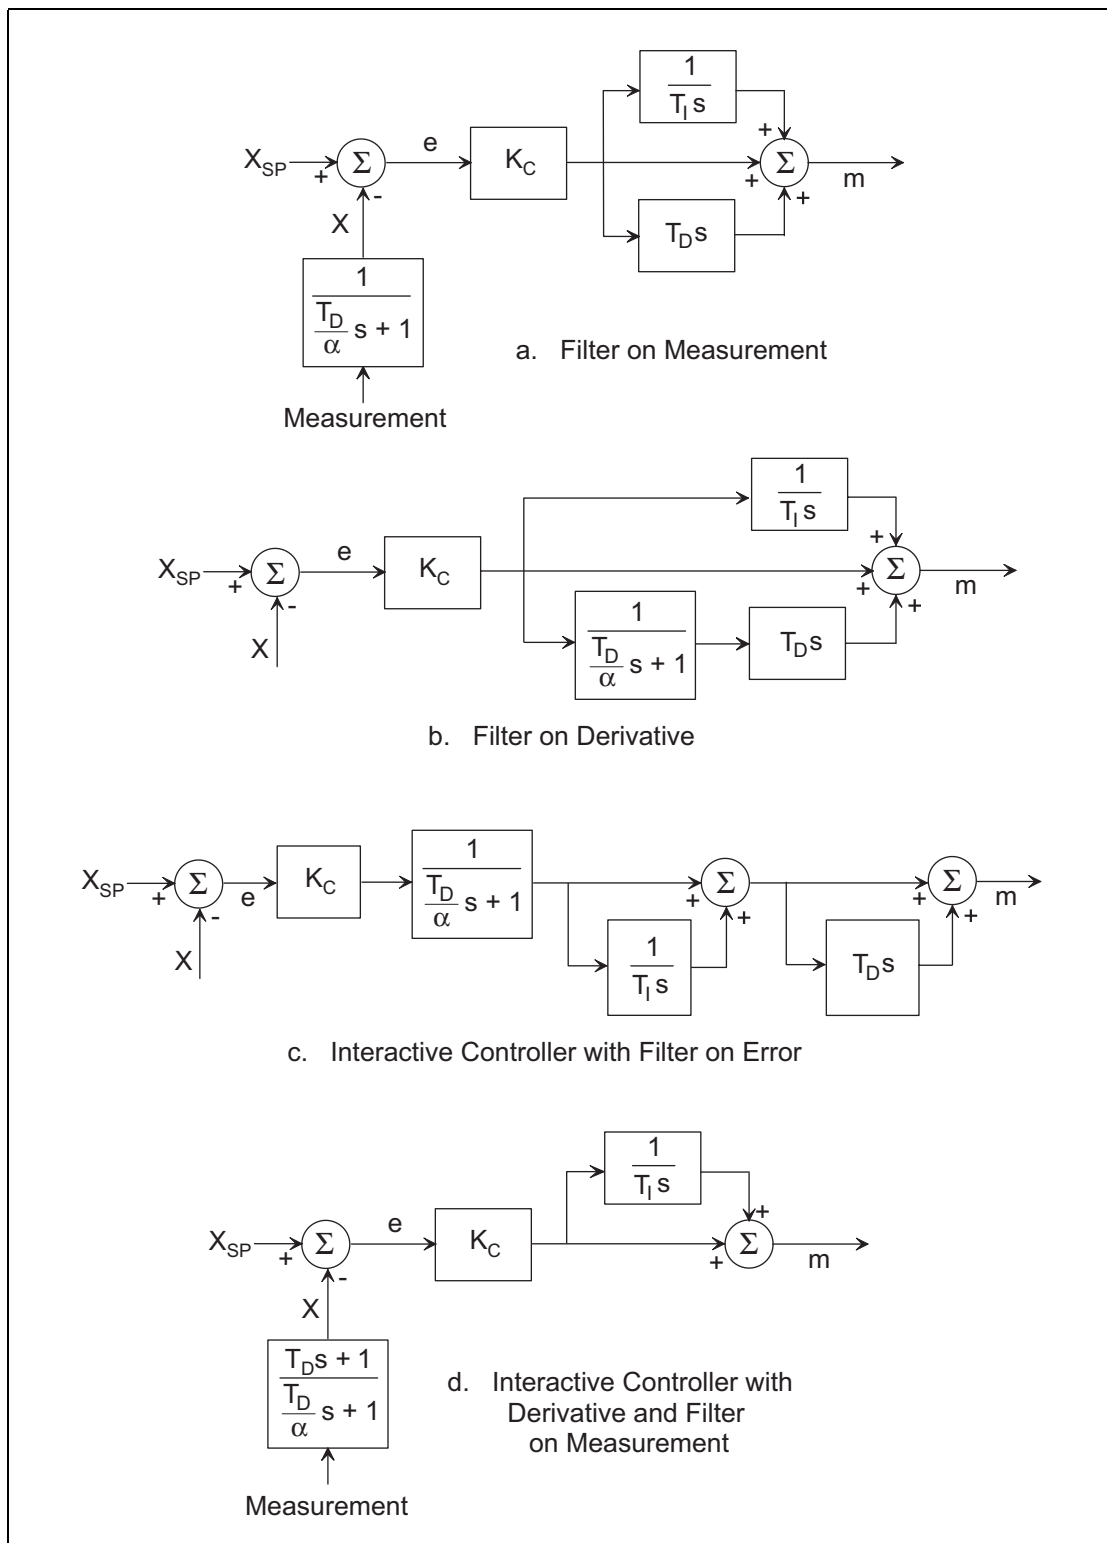 1
T_I s
X_SP
+
Σ
e
K_C
+
Σ
+
m
-
+
X
T_D s
1
T_D
α
s + 1
a. Filter on Measurement
Measurement
1
T_I s
X_SP
+
Σ
e
K_C
+
Σ
+
m
-
+
X
1
T_D
α
s + 1
T_D s
b. Filter on Derivative
X_SP
+
Σ
e
K_C
1
T_D
α
s + 1
+
Σ
+
Σ
m
-
+
+
X
1
T_I s
T_D s
c. Interactive Controller with Filter on Error
1
T_I s
X_SP
+
Σ
e
K_C
+
Σ
+
m
-
X
T_D s + 1
T_D
α
s + 1
d. Interactive Controller with
Derivative and Filter
on Measurement
Measurement